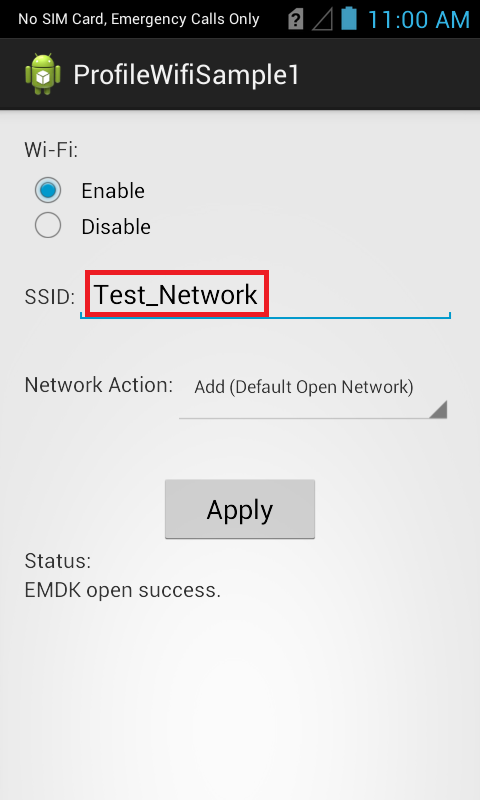 No SIM Card, Emergency Calls Only 11:00 AM
ProfileWifiSample1
Wi-Fi:
Enable
Disable
SSID: Test_Network
Network Action: Add (Default Open Network)
Apply
Status:
EMDK open success.